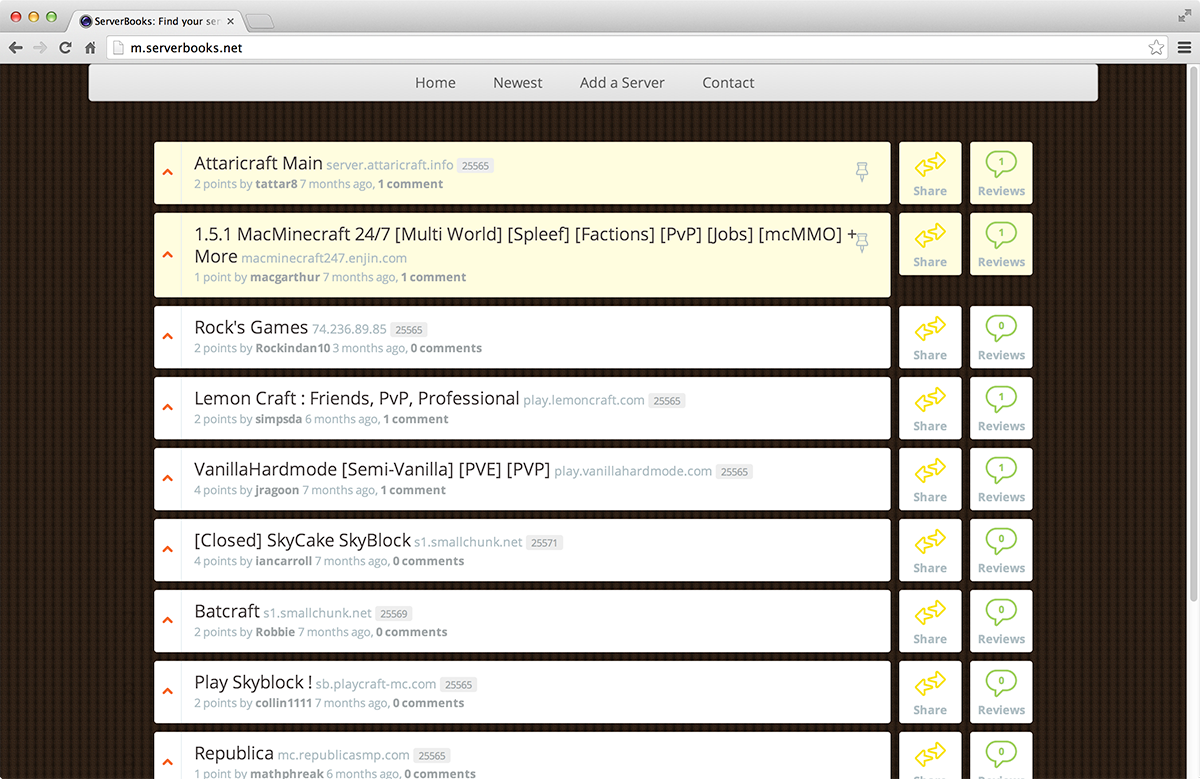 ServerBooks: Find your ser
m.serverbooks.net
Home Newest Add a Server Contact
Attaricraft Main server.attaricraft.info 25565
2 points by tattar8 7 months ago, 1 comment
Share
1
Reviews
1.5.1 MacMinecraft 24/7 [Multi World] [Spleef] [Factions] [PvP] [Jobs] [mcMMO] +
More macminecraft247.enjin.com
1 point by macgarthur 7 months ago, 1 comment
Share
1
Reviews
Rock's Games 74.236.89.85 25565
2 points by Rockindan10 3 months ago, 0 comments
Share
0
Reviews
Lemon Craft : Friends, PvP, Professional play.lemoncraft.com 25565
2 points by simpsda 6 months ago, 1 comment
Share
1
Reviews
VanillaHardmode [Semi-Vanilla] [PVE] [PVP] play.vanillahardmode.com 25565
4 points by jragoon 7 months ago, 1 comment
Share
1
Reviews
[Closed] SkyCake SkyBlock s1.smallchunk.net 25571
4 points by iancarroll 7 months ago, 0 comments
Share
0
Reviews
Batcraft s1.smallchunk.net 25569
2 points by Robbie 7 months ago, 0 comments
Share
0
Reviews
Play Skyblock ! sb.playcraft-mc.com 25565
2 points by collin1111 7 months ago, 0 comments
Share
0
Reviews
Republica mc.republicasmp.com 25565
1 point by mathphreak 6 months ago, 0 comments
Share
0
Reviews